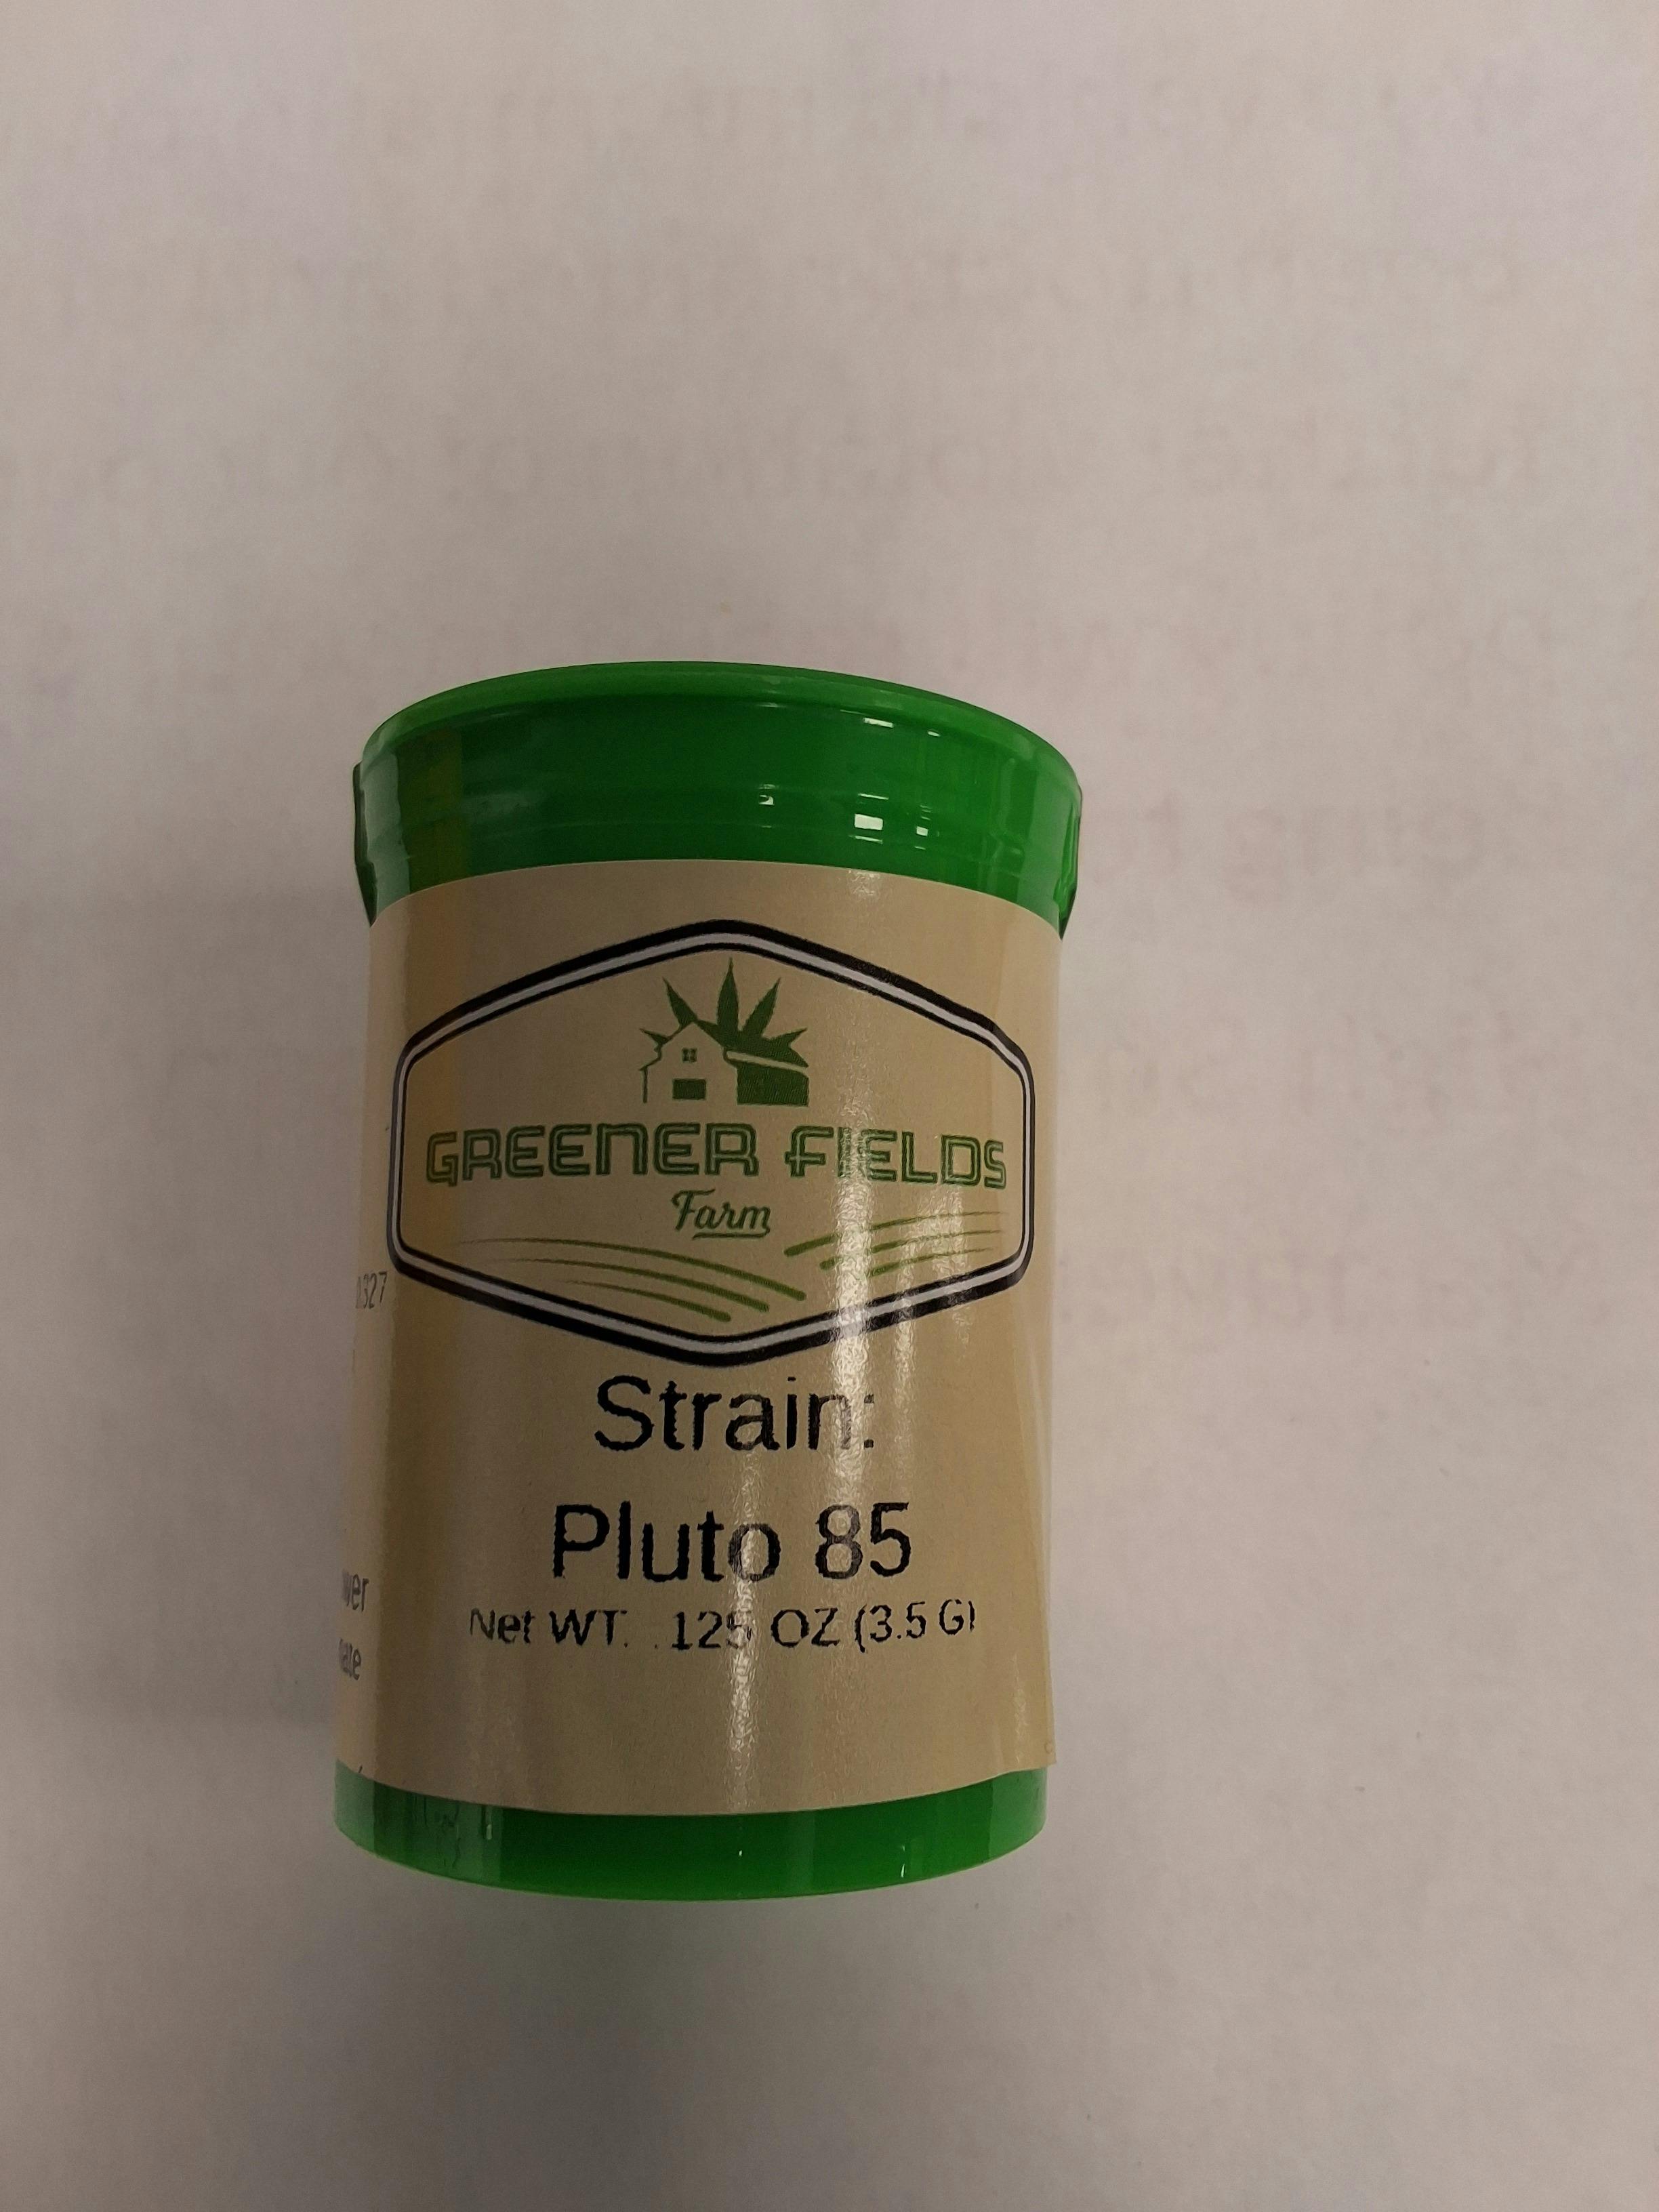 GREENER FIELDS
Farm
Strain:
Pluto 85
Net WT. .125 OZ (3.5 G)